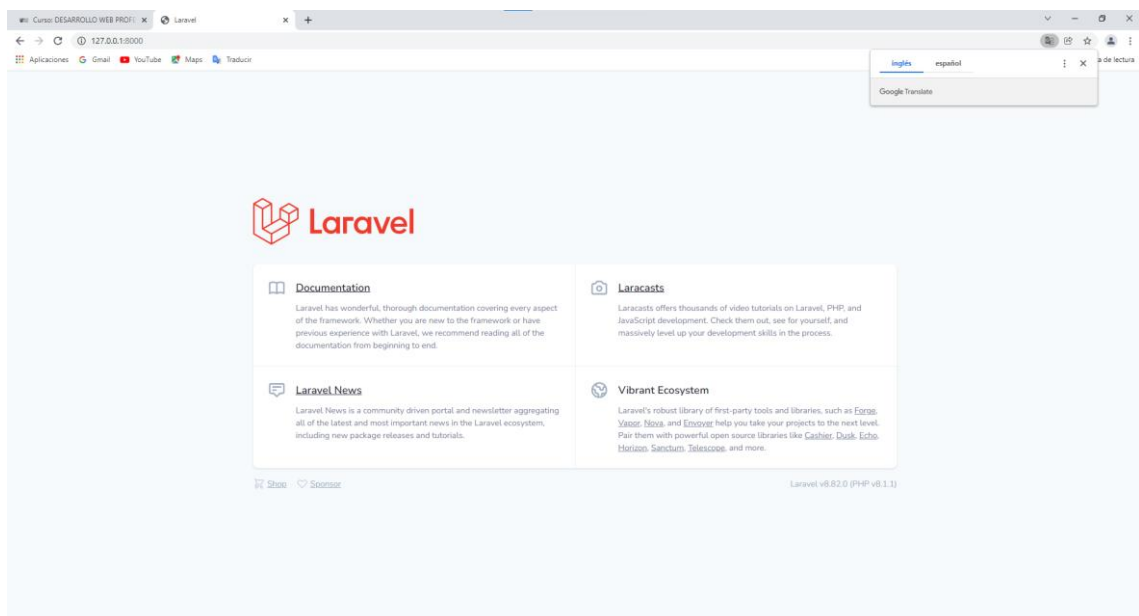 Curso: DESARROLLO WEB PROFE
Laravel
127.0.0.1:8000
Aplicaciones Gmail YouTube Maps Traducir
a de lectura
inglés español
Google Translate
Laravel
Documentation
Laravel has wonderful, thorough documentation covering every aspect
of the framework. Whether you are new to the framework or have
previous experience with Laravel, we recommend reading all of the
documentation from beginning to end.
Laracasts
Laracasts offers thousands of video tutorials on Laravel, PHP, and
JavaScript development. Check them out, see for yourself, and
massively level up your development skills in the process.
Laravel News
Laravel News is a community driven portal and newsletter aggregating
all of the latest and most important news in the Laravel ecosystem,
including new package releases and tutorials.
Vibrant Ecosystem
Laravel's robust library of first-party tools and libraries, such as Forge,
Vapor, Nova, and Envoyer help you take your projects to the next level.
Pair them with powerful open source libraries like Cashier, Dusk, Echo,
Horizon, Sanctum, Telescope, and more.
Shop Sponsor
Laravel v8.82.0 (PHP v8.1.1)